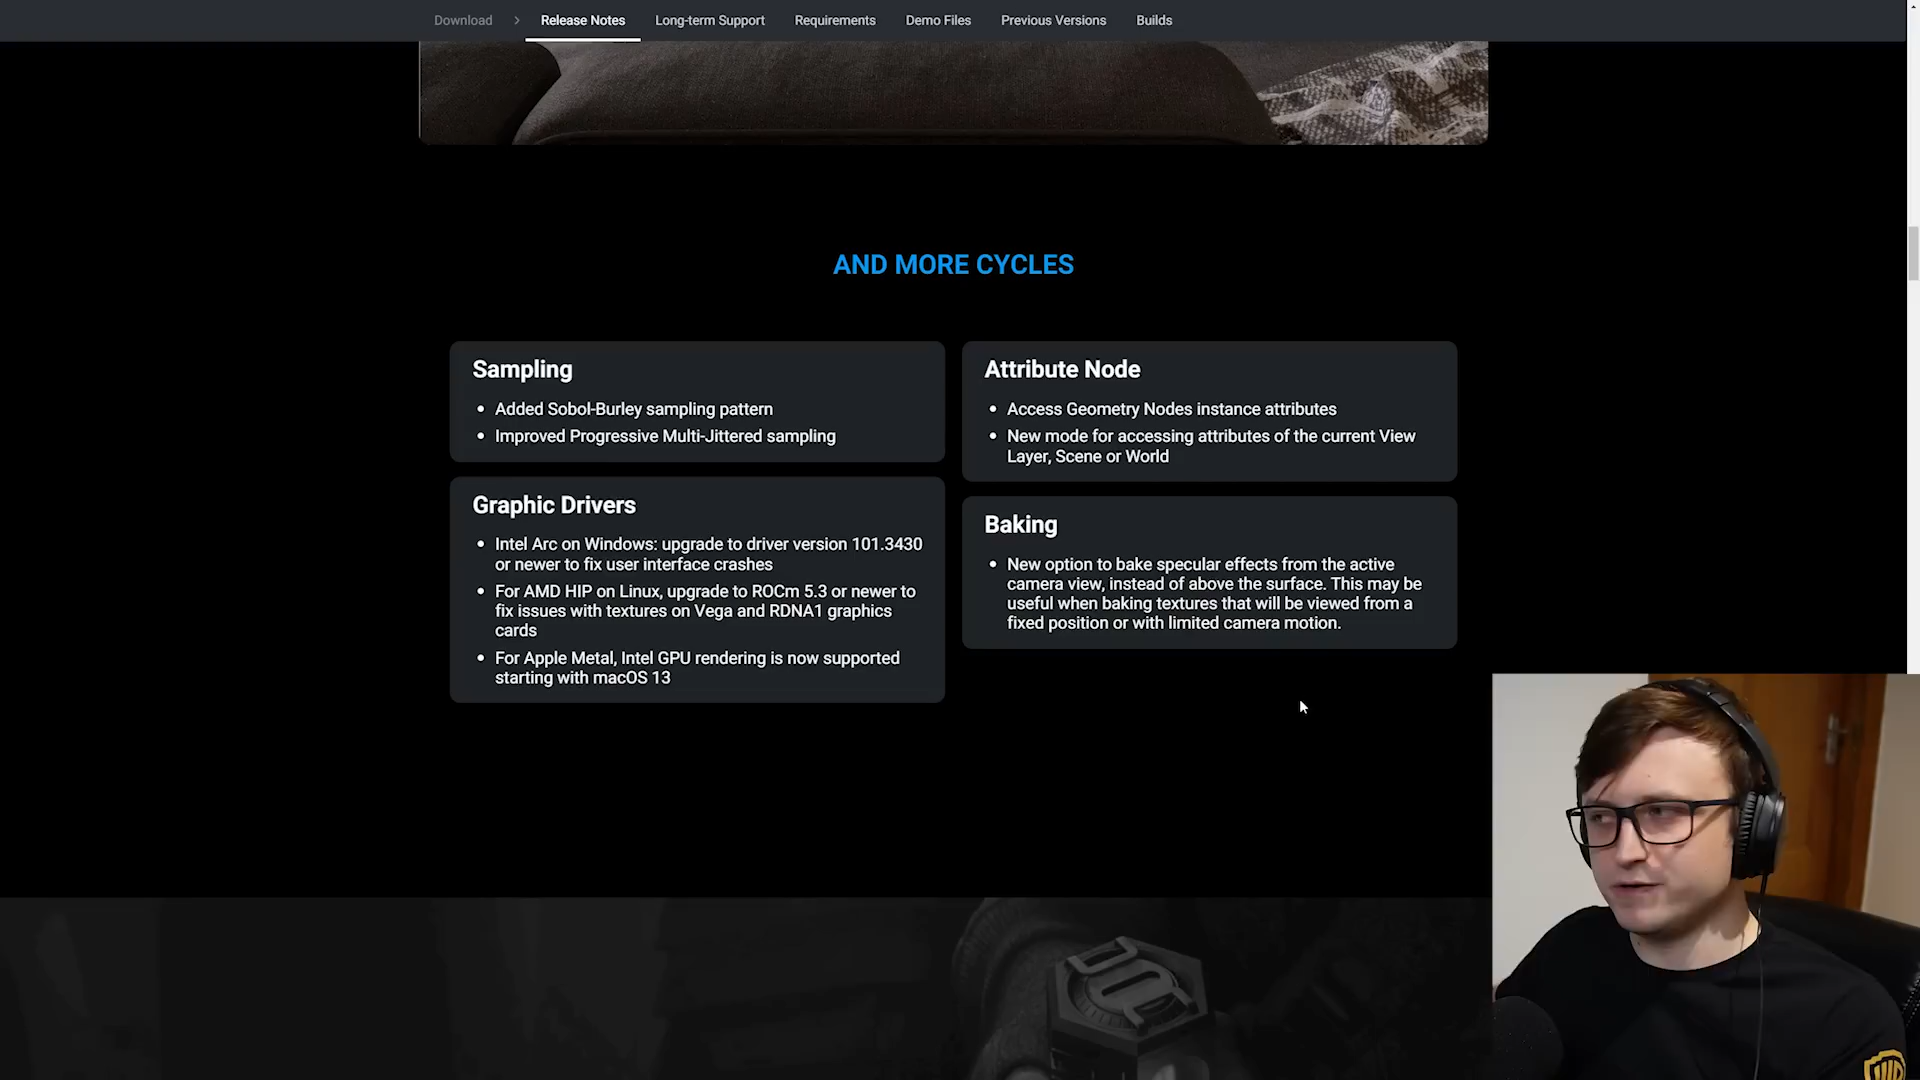 Download
Release Notes
Long-term Support
Requirements
Demo Files
Previous Versions
Builds
AND MORE CYCLES
Sampling
• Added Sobol-Burley sampling pattern
• Improved Progressive Multi-Jittered sampling
Graphic Drivers
• Intel Arc on Windows: upgrade to driver version 101.3430
or newer to fix user interface crashes
• For AMD HIP on Linux, upgrade to ROCm 5.3 or newer to
fix issues with textures on Vega and RDNA1 graphics
cards
• For Apple Metal, Intel GPU rendering is now supported
starting with macOS 13
Attribute Node
• Access Geometry Nodes instance attributes
• New mode for accessing attributes of the current View
Layer, Scene or World
Baking
• New option to bake specular effects from the active
camera view, instead of above the surface. This may be
useful when baking textures that will be viewed from a
fixed position or with limited camera motion.